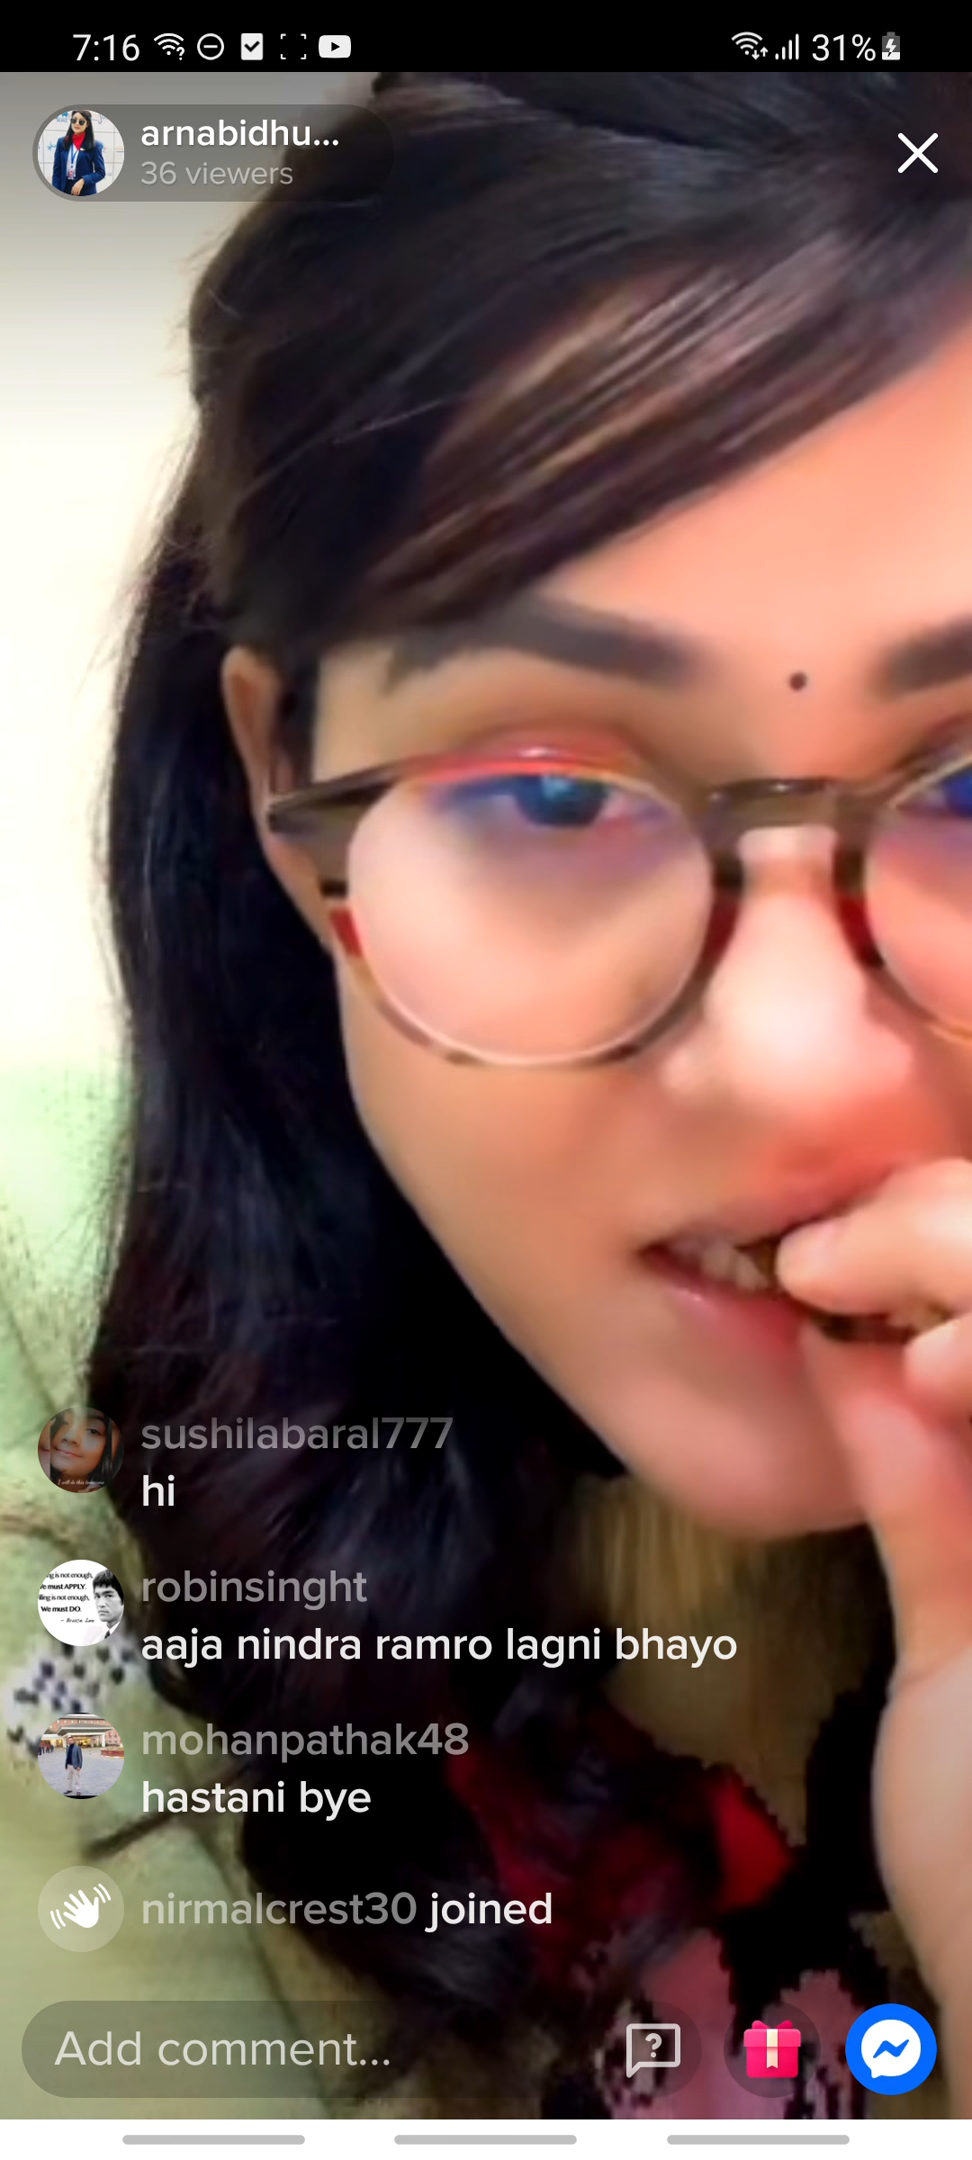 7:16
31%
arnabidhu...
36 viewers
sushilabaral777
hi
robinsinght
aaja nindra ramro lagni bhayo
mohanpathak48
hastani bye
nirmalcrest30 joined
Add comment...